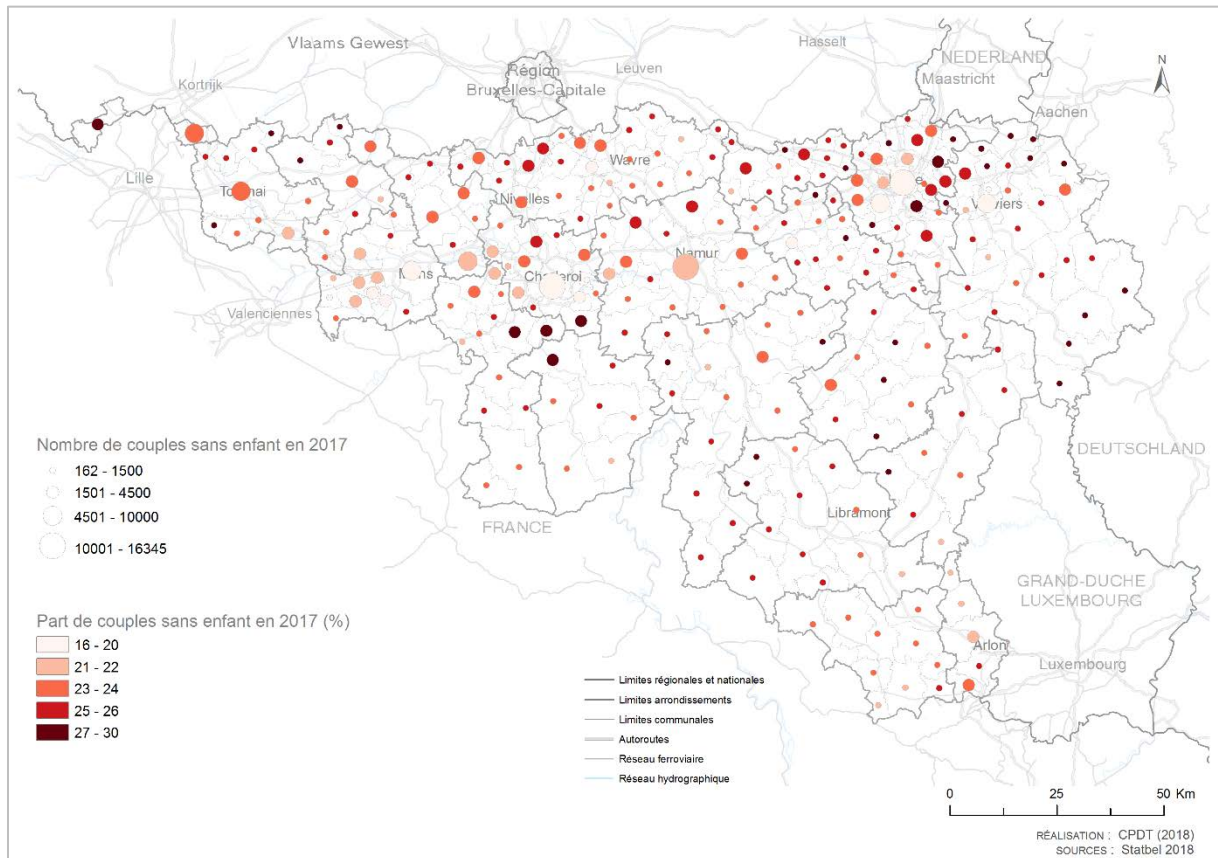 Vlaams Gewest
Hasselt
NEDERLAND
Maastricht
N
Leuven
Région
Bruxelles-Capitale
Kortrijk
Aachen
Lille
Wavre
Tournai
Nivelles
Namur
Mons
Valenciennes
Nombre de couples sans enfant en 2017
162 - 1500
1501 - 4500
4501 - 10000
10001 - 16345
DEUTSCHLAND
Libramont
FRANCE
GRAND-DUCHE
LUXEMBOURG
Part de couples sans enfant en 2017 (%)
16 - 20
21 - 22
23 - 24
25 - 26
27 - 30
Arlon
Luxembourg
Limites régionales et nationales
Limites arrondissements
Limites communales
Autoroutes
Réseau ferroviaire
Réseau hydrographique
0 25 50 Km
RÉALISATION : CPDT (2018)
SOURCES : Statbel 2018